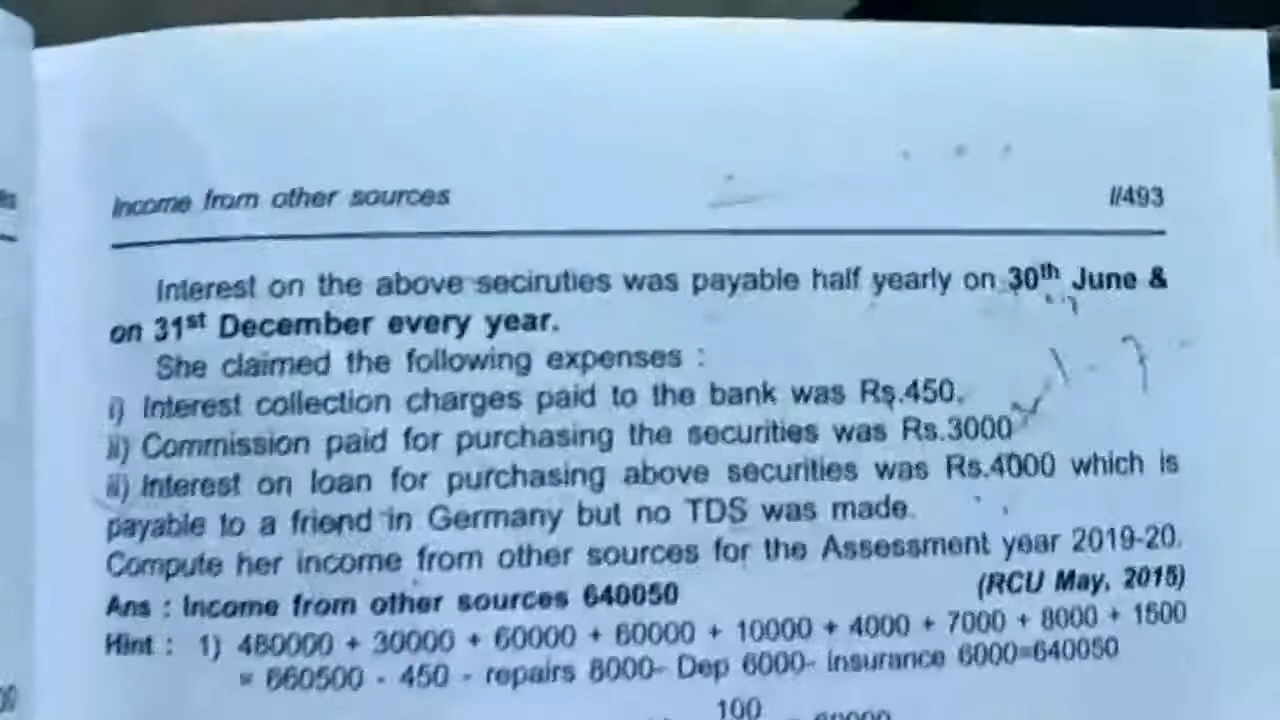 Income from other sources
II/493
Interest on the above seciruties was payable half yearly on 30th June &
on 31st December every year.
She claimed the following expenses :
i) Interest collection charges paid to the bank was Rs.450.
ii) Commission paid for purchasing the securities was Rs.3000
iii) Interest on loan for purchasing above securities was Rs.4000 which is
payable to a friend in Germany but no TDS was made.
Compute her income from other sources for the Assessment year 2019-20.
Ans : Income from other sources 640050
(RCU May, 2015)
Hint : 1) 480000 + 30000 + 60000 + 60000 + 10000 + 4000 + 7000 + 8000 + 1500
= 660500 - 450 - repairs 8000- Dep 6000- insurance 6000=640050
100